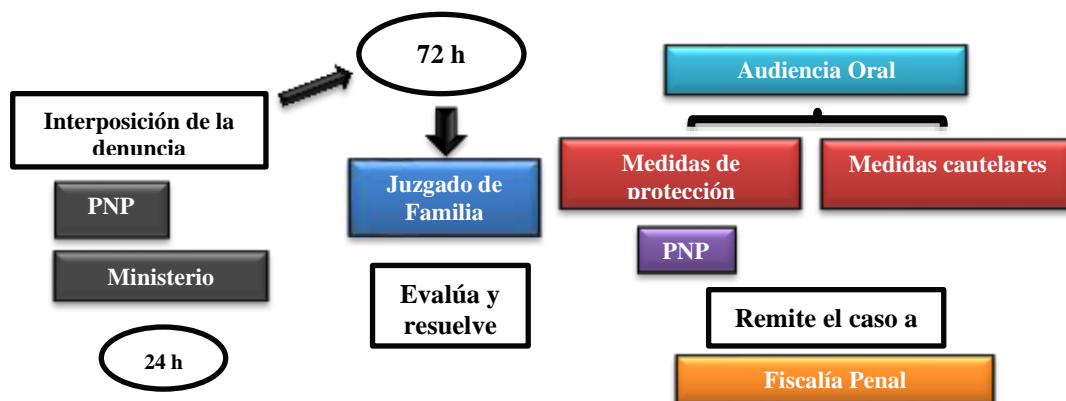 Interposición de la
denuncia
PNP
Ministerio
24 h
72 h
Juzgado de
Familia
Evalúa y
resuelve
Audiencia Oral
Medidas de
protección
Medidas cautelares
PNP
Remite el caso a
Fiscalía Penal